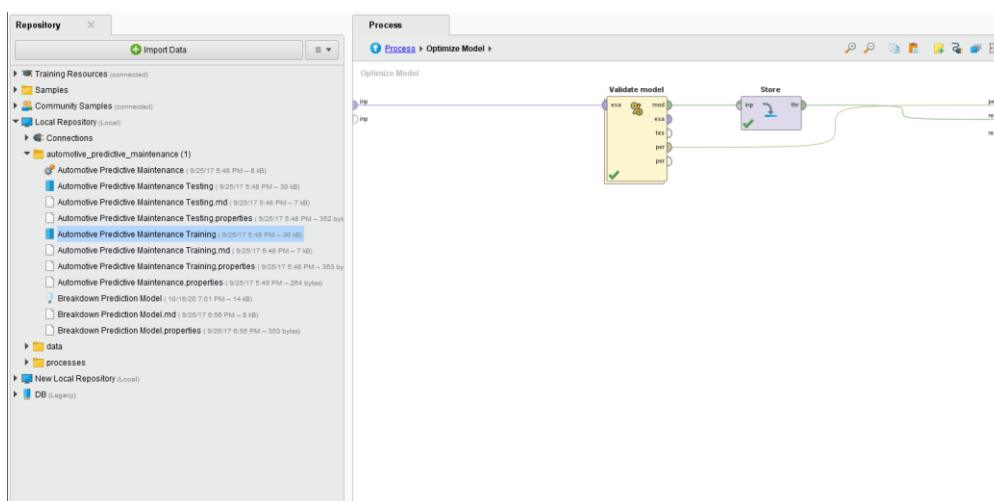 Repository
Import Data
Training Resources (connected)
Samples
Community Samples (connected)
Local Repository (Local)
Connections
automotive_predictive_maintenance (1)
Automotive Predictive Maintenance ( 9/25/17 5:48 PM – 8 kB)
Automotive Predictive Maintenance Testing ( 9/25/17 5:48 PM – 30 kB)
Automotive Predictive Maintenance Testing.md ( 9/25/17 5:48 PM – 7 kB)
Automotive Predictive Maintenance Testing.properties ( 9/25/17 5:48 PM – 352 byt
Automotive Predictive Maintenance Training ( 9/25/17 5:48 PM – 30 kB)
Automotive Predictive Maintenance Training.md ( 9/25/17 5:48 PM – 7 kB)
Automotive Predictive Maintenance Training.properties ( 9/25/17 5:48 PM – 353 by
Automotive Predictive Maintenance.properties ( 9/25/17 5:49 PM – 264 bytes)
Breakdown Prediction Model ( 10/16/20 7:01 PM – 14 kB)
Breakdown Prediction Model.md ( 9/25/17 6:56 PM – 8 kB)
Breakdown Prediction Model.properties ( 9/25/17 6:56 PM – 353 bytes)
data
processes
New Local Repository (Local)
DB (Legacy)
Process
Process Optimize Model
Optimize Model
inp
inp
Validate model
exa
mod
exa
tes
per
per
Store
inp
thr
pe
re
re